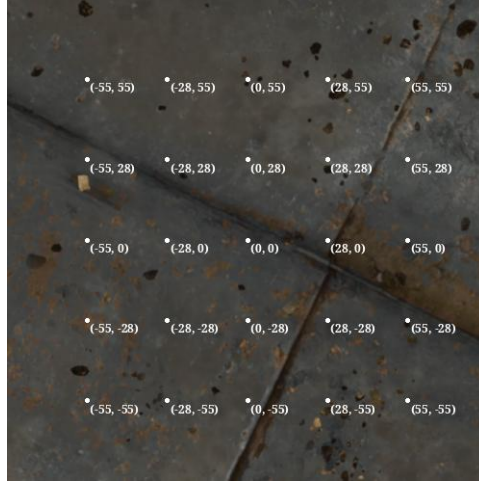 (-55, 55) (-28, 55) (0, 55) (28, 55) (55, 55)
(-55, 28) (-28, 28) (0, 28) (28, 28) (55, 28)
(-55, 0) (-28, 0) (0, 0) (28, 0) (55, 0)
(-55, -28) (-28, -28) (0, -28) (28, -28) (55, -28)
(-55, -55) (-28, -55) (0, -55) (28, -55) (55, -55)